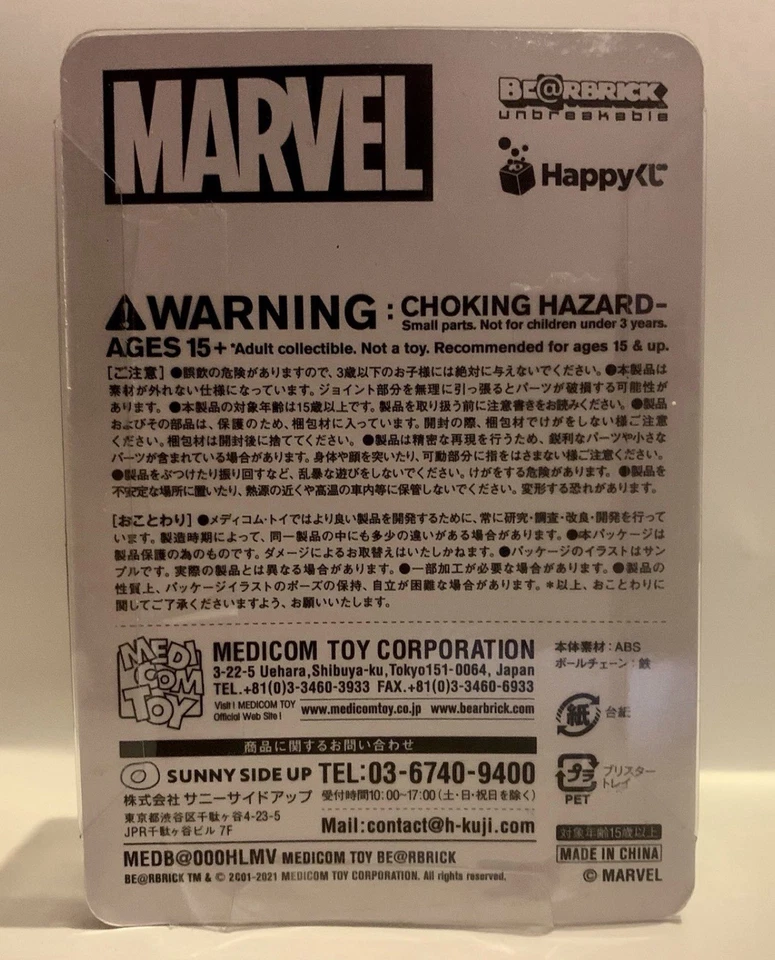 MARVEL
BE@RBRICK
unbreakable
Happyくじ
WARNING : CHOKING HAZARD-
Small parts. Not for children under 3 years.
AGES 15+ *Adult collectible. Not a toy. Recommended for ages 15 & up.
[ご注意] ●誤飲の危険がありますので、3歳以下のお子様には絶対に与えないでください。●本製品は
素材が外れない仕様になっています。ジョイント部分を無理に引っ張るとパーツが破損する可能性が
あります。 ●本製品の対象年齢は15歳以上です。製品を取り扱う前に注意書きをお読みください。●製品
およびその部品は、保護のため、梱包材に入っています。開封の際、梱包材でけがをしない様ご注意
ください。梱包材は開封後に捨ててください。 ●製品は精密な再現を行うため、鋭利なパーツや小さな
パーツが含まれている場合があります。身体や顔を突いたり、可動部分に指をはさまない様ご注意ください。
●製品をぶつけたり振り回すなど、乱暴な遊びをしないでください。けがをする危険があります。 ●製品を
不安定な場所に置いたり、熱源の近くや高温の車内等に保管しないでください。変形する恐れがあります。
[おことわり] ●メディコム・トイではより良い製品を開発するために、常に研究・調査・改良・開発を行って
います。製造時期によって、同一製品の中にも多少の違いがある場合があります。●本パッケージは
製品保護の為のものです。ダメージによるお取替えはいたしかねます。●パッケージのイラストはサン
プルです。実際の製品とは異なる場合があります。●一部加工が必要な場合があります。●製品の
性質上、パッケージイラストのポーズの保持、自立が困難な場合があります。*以上、おことわりに
関してご了承くださいますよう、お願いいたします。
MEDI COM TOY
MEDICOM TOY CORPORATION
3-22-5 Uehara,Shibuya-ku,Tokyo151-0064, Japan
TEL.+81(0)3-3460-3933 FAX.+81(0)3-3460-6933
Visit! MEDICOM TOY
Official Web Site!
www.medicomtoy.co.jp www.bearbrick.com
本体素材:ABS
ボールチェーン:鉄
紙 台紙
商品に関するお問い合わせ
SUNNY SIDE UP TEL:03-6740-9400
株式会社 サニーサイドアップ 受付時間10:00~17:00(土・日・祝日を除く)
東京都渋谷区千駄ヶ谷4-23-5
JPR千駄ヶ谷ビル 7F
Mail:contact@h-kuji.com
プラ ブリスター
トレイ
PET
MEDB@000HLMV MEDICOM TOY BE@RBRICK
BE@RBRICK TM & © 2001-2021 MEDICOM TOY CORPORATION. All rights reserved.
対象年齢15歳以上
MADE IN CHINA
© MARVEL